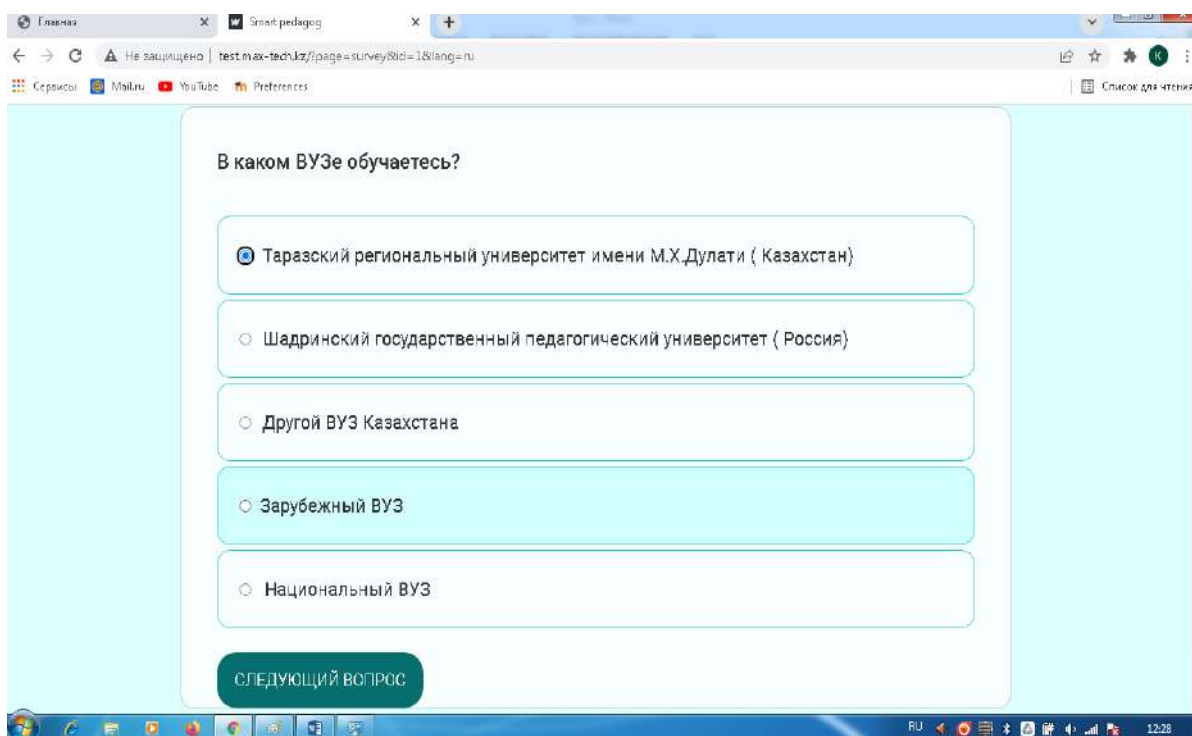 Главная
Smart pedagog
Не защищено | test.max-tech.kz/?page=survey&id=1&lang=ru
Сервисы Mail.ru YouTube Preferences Список для чтения
В каком ВУЗе обучаетесь?
Таразский региональный университет имени М.Х.Дулати ( Казахстан)
Шадринский государственный педагогический университет ( Россия)
Другой ВУЗ Казахстана
Зарубежный ВУЗ
Национальный ВУЗ
СЛЕДУЮЩИЙ ВОПРОС
RU 12:28